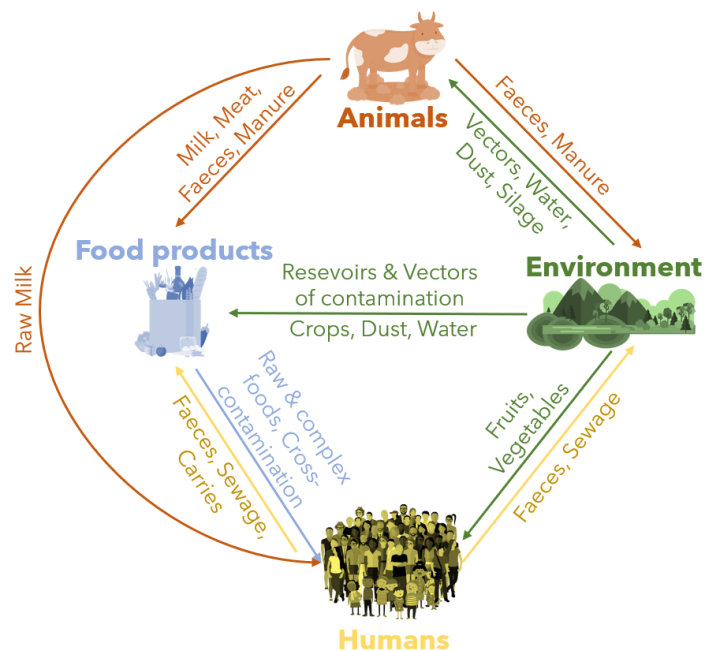 Animals
Milk, Meat,
Faeces, Manure
Faeces, Manure
Vectors, Water,
Dust, Silage
Food products
Environment
Resevoirs & Vectors
of contamination
Crops, Dust, Water
Raw Milk
Raw & complex
foods, Cross-
contamination
Faeces, Sewage,
Carries
Fruits,
Vegetables
Faeces, Sewage
Humans